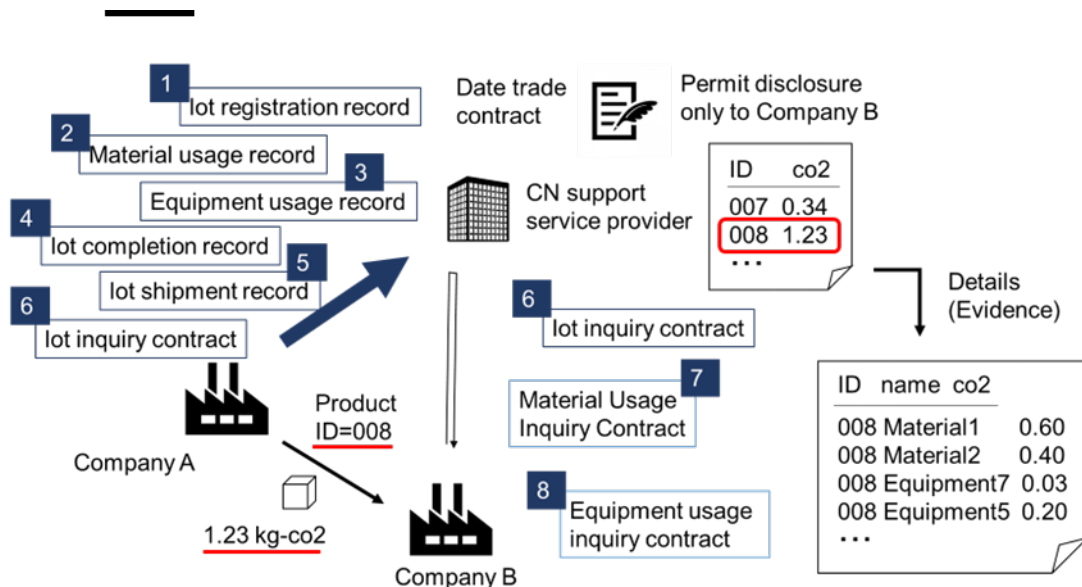 1
lot registration record
2
Material usage record
3
Equipment usage record
4
lot completion record
5
lot shipment record
6
lot inquiry contract
Date trade
contract
Permit disclosure
only to Company B
CN support
service provider
ID co2
007 0.34
008 1.23
...
Details
(Evidence)
6
lot inquiry contract
7
Material Usage
Inquiry Contract
8
Equipment usage
inquiry contract
ID name co2
008 Material1 0.60
008 Material2 0.40
008 Equipment7 0.03
008 Equipment5 0.20
...
Company A
Product
ID=008
1.23 kg-co2
Company B